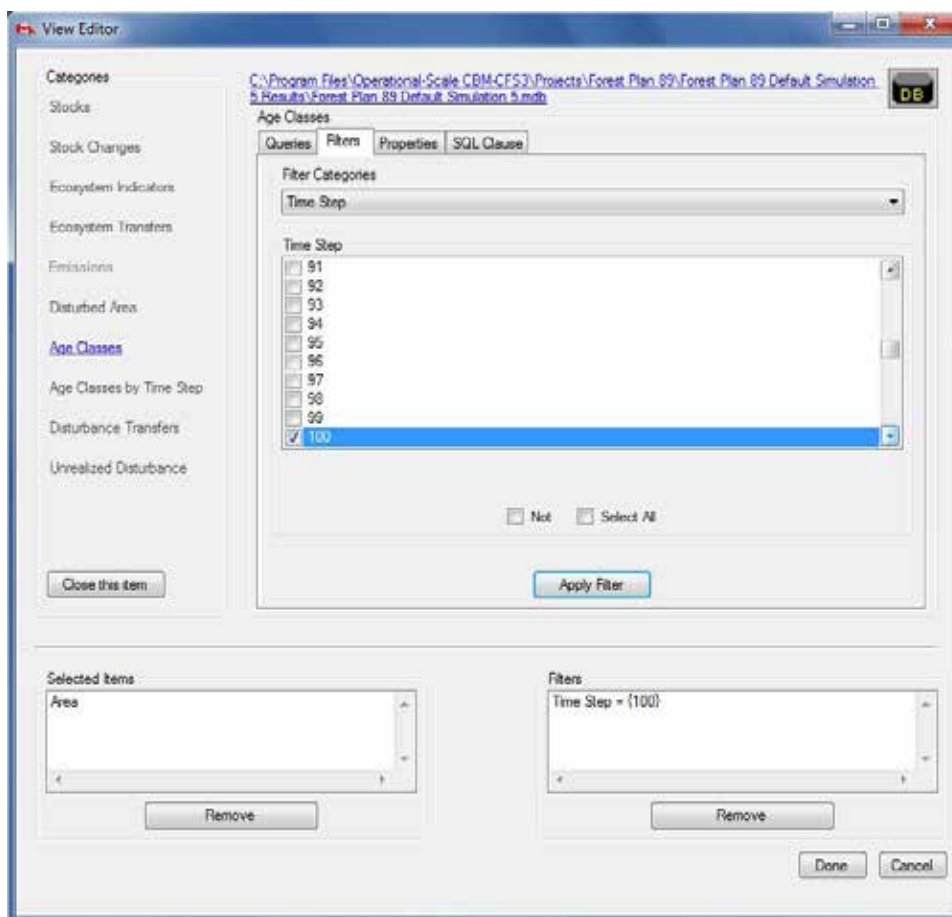 View Editor
Categories
Stocks
Stock Changes
Ecosystem Indicators
Ecosystem Transfers
Emissions
Disturbed Area
Age Classes
Age Classes by Time Step
Disturbance Transfers
Unrealized Disturbance
Close this item
C:\Program Files\Operational-Scale CBM-CFS3\Projects\Forest Plan 89\Forest Plan 89 Default Simulation
5 Results\Forest Plan 89 Default Simulation 5.mdb
DB
Age Classes
Queries Filters Properties SQL Clause
Filter Categories
Time Step
Time Step
91
92
93
94
95
96
97
98
99
100
Not Select All
Apply Filter
Selected Items
Area
Remove
Filters
Time Step = {100}
Remove
Done Cancel